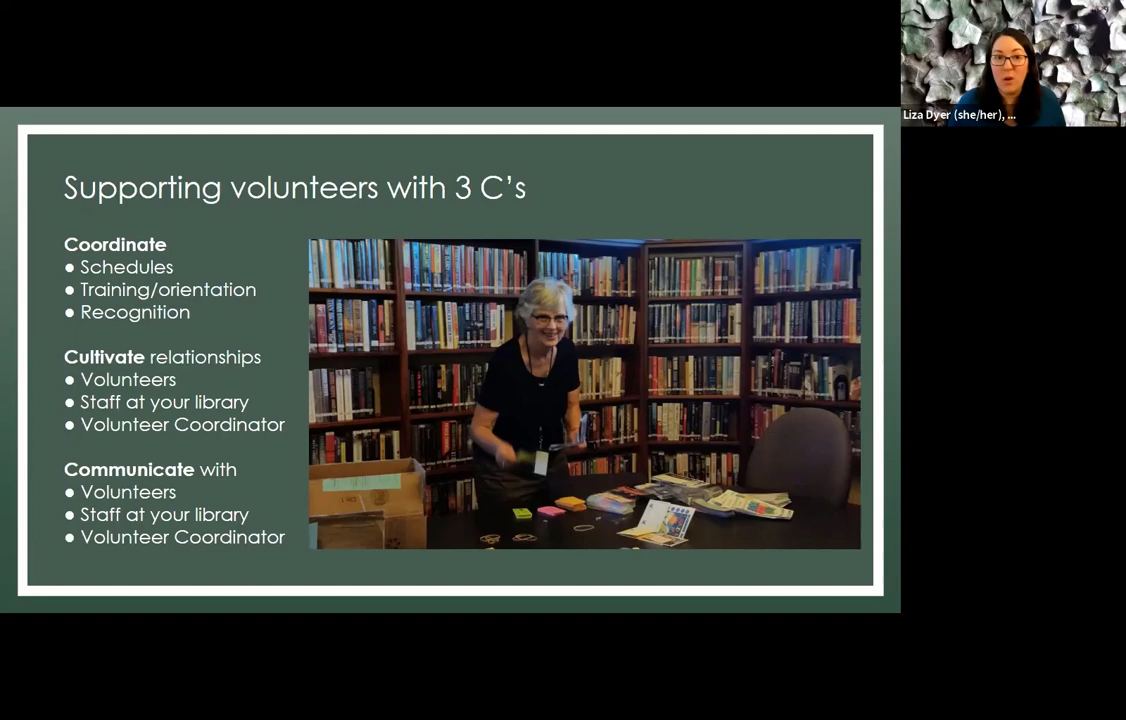 Supporting volunteers with 3 C's
Coordinate
● Schedules
● Training/orientation
● Recognition
Cultivate relationships
● Volunteers
● Staff at your library
● Volunteer Coordinator
Communicate with
● Volunteers
● Staff at your library
● Volunteer Coordinator
Liza Dyer (she/her), ...